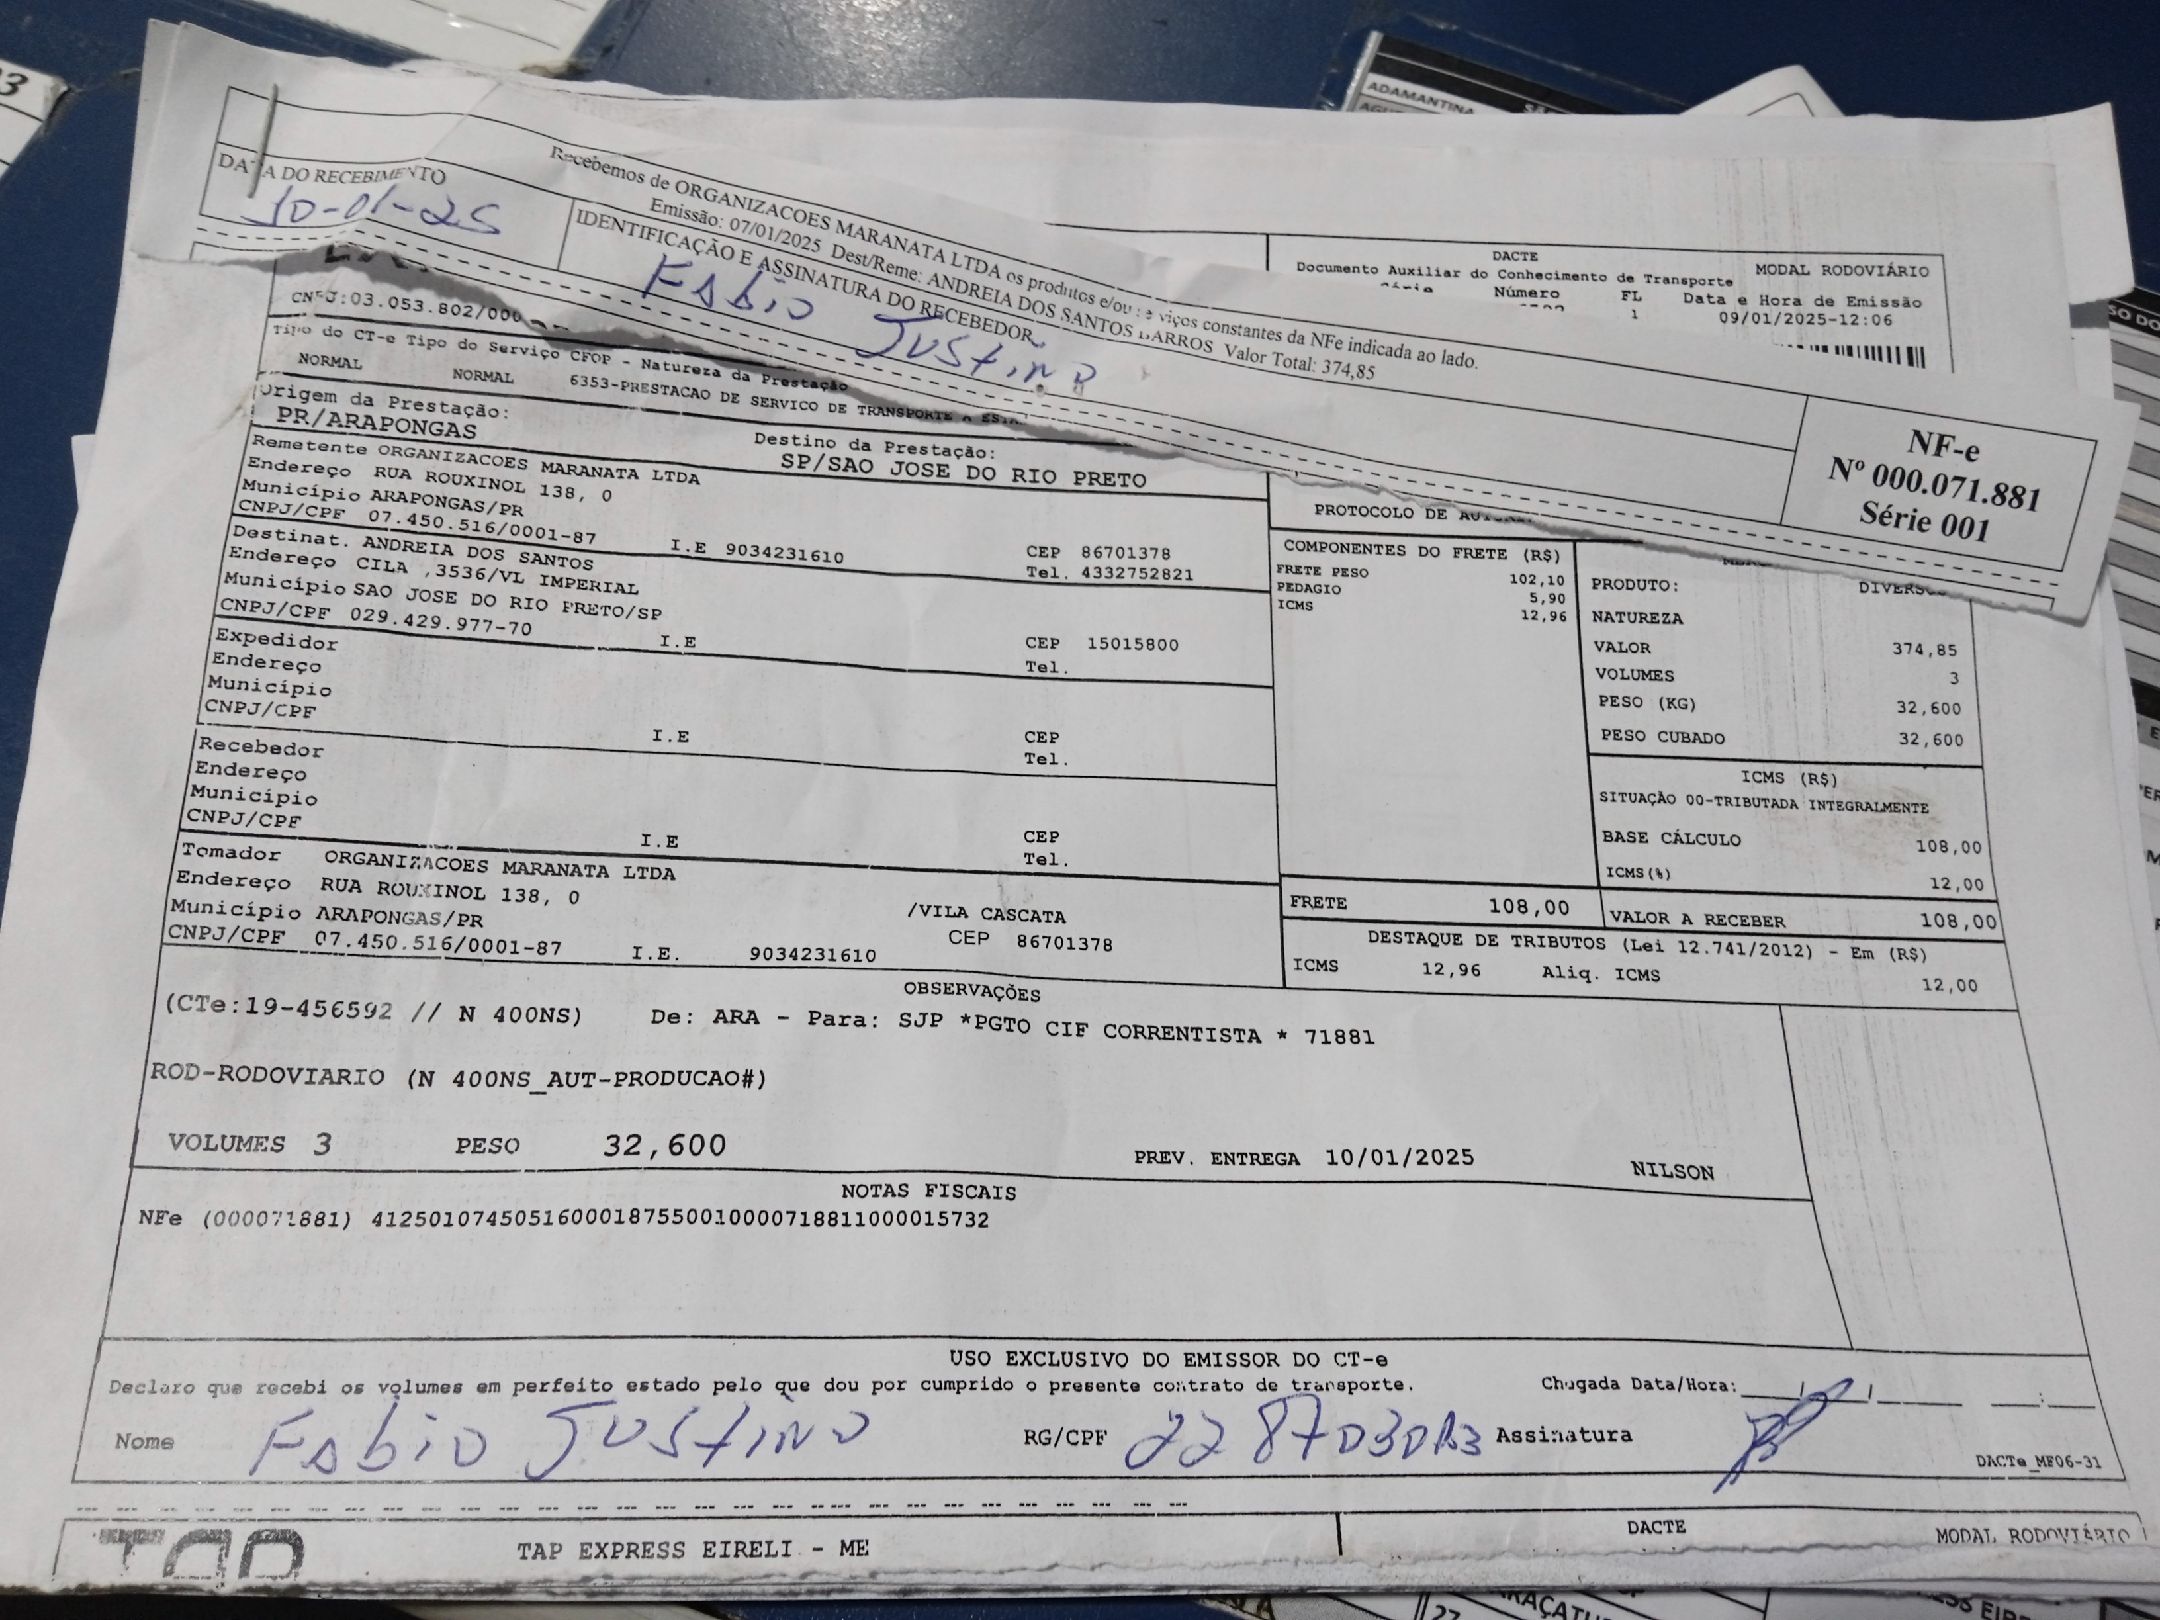 03
ADAMANTINA
DATA DO RECEBIMENTO
10-01-25
Recebemos de ORGANIZACOES MARANATA LTDA os produtos e/ou serviços constantes da NFe indicada ao lado.
Emissão: 07/01/2025 Dest/Reme: ANDREIA DOS SANTOS BARROS Valor Total: 374,85
IDENTIFICAÇÃO E ASSINATURA DO RECEBEDOR
Fabio Justino
NF-e
Nº 000.071.881
Série 001
DACTE
Documento Auxiliar do Conhecimento de Transporte
MODAL RODOVIÁRIO
Número FL Data e Hora de Emissão
1 09/01/2025-12:06
CNPJ:03.053.802/000
Tipo do CT-e Tipo do Serviço CFOP - Natureza da Prestação
NORMAL NORMAL 6353-PRESTACAO DE SERVICO DE TRANSPORTE A ESTA
Origem da Prestação: Destino da Prestação:
PR/ARAPONGAS SP/SAO JOSE DO RIO PRETO
Remetente ORGANIZACOES MARANATA LTDA
Endereço RUA ROUXINOL 138, 0
Município ARAPONGAS/PR CEP 86701378
CNPJ/CPF 07.450.516/0001-87 I.E 9034231610 Tel. 4332752821
Destinat. ANDREIA DOS SANTOS
Endereço CILA ,3536/VL IMPERIAL
Município SAO JOSE DO RIO PRETO/SP CEP 15015800
CNPJ/CPF 029.429.977-70 I.E Tel.
Expedidor
Endereço
Município CEP
CNPJ/CPF I.E Tel.
Recebedor
Endereço
Município CEP
CNPJ/CPF I.E Tel.
Tomador ORGANIZACOES MARANATA LTDA
Endereço RUA ROUXINOL 138, 0 /VILA CASCATA
Município ARAPONGAS/PR CEP 86701378
CNPJ/CPF 07.450.516/0001-87 I.E. 9034231610
PROTOCOLO DE
COMPONENTES DO FRETE (R$)
FRETE PESO 102,10
PEDAGIO 5,90
ICMS 12,96
PRODUTO: DIVERSO
NATUREZA
VALOR 374,85
VOLUMES 3
PESO (KG) 32,600
PESO CUBADO 32,600
ICMS (R$)
SITUAÇÃO 00-TRIBUTADA INTEGRALMENTE
BASE CÁLCULO 108,00
ICMS(%) 12,00
FRETE 108,00 VALOR A RECEBER 108,00
DESTAQUE DE TRIBUTOS (Lei 12.741/2012) - Em (R$)
ICMS 12,96 Aliq. ICMS 12,00
OBSERVAÇÕES
(CTe:19-456592 // N 400NS) De: ARA - Para: SJP *PGTO CIF CORRENTISTA * 71881
ROD-RODOVIARIO (N 400NS_AUT-PRODUCAO#)
VOLUMES 3 PESO 32,600 PREV. ENTREGA 10/01/2025 NILSON
NOTAS FISCAIS
NFe (000071881) 41250107450516000187550010000718811000015732
USO EXCLUSIVO DO EMISSOR DO CT-e
Declaro que recebi os volumes em perfeito estado pelo que dou por cumprido o presente contrato de transporte. Chegada Data/Hora:
Nome Fabio Justino RG/CPF Assinatura
DACTe_MF06-31
TAP EXPRESS EIRELI - ME DACTE MODAL RODOVIÁRIO